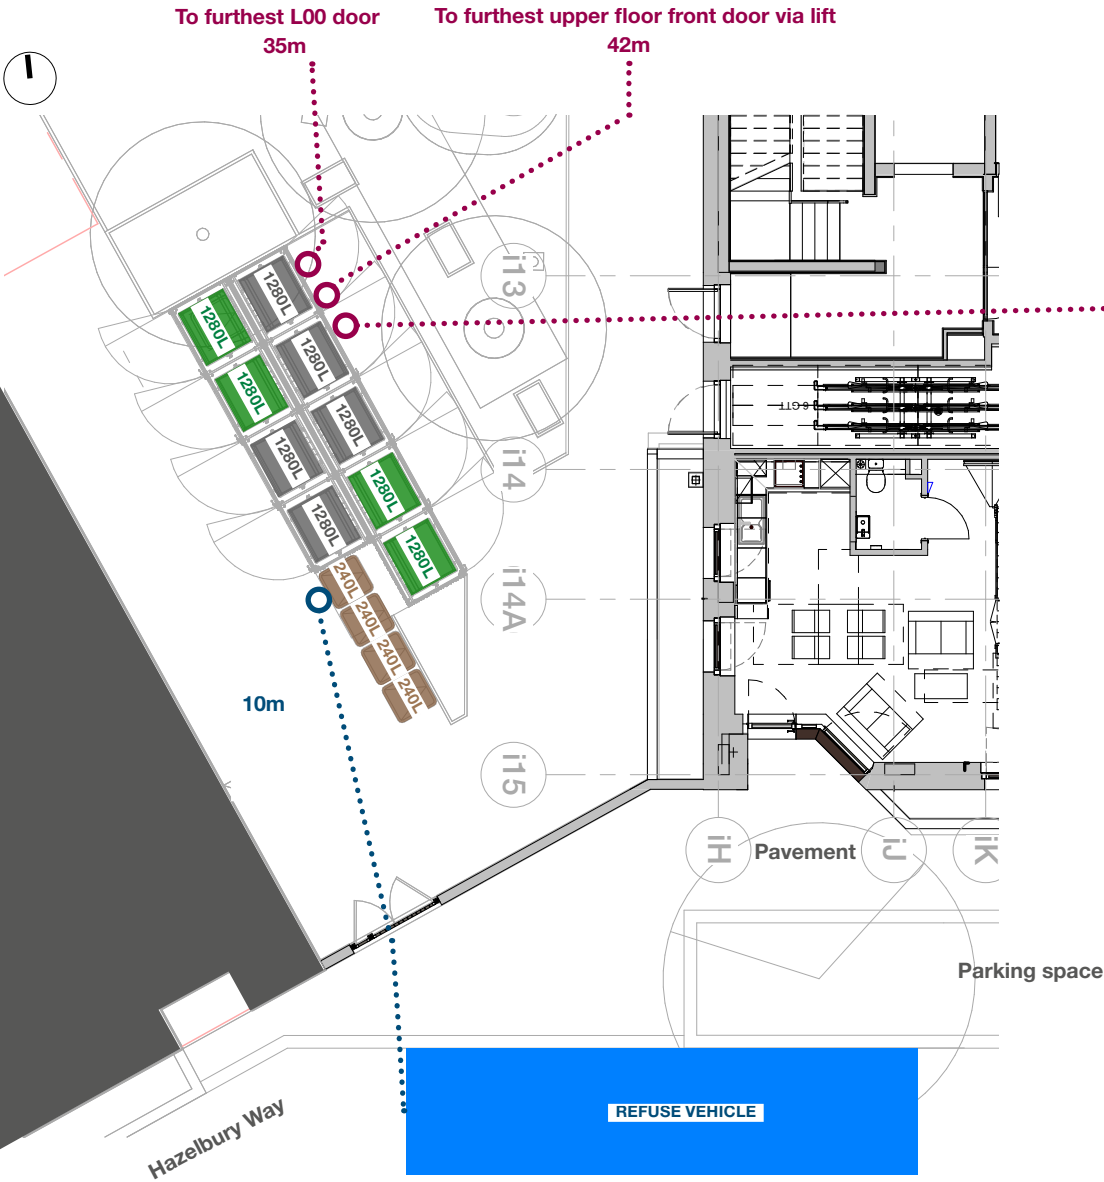 To furthest L00 door
35m
To furthest upper floor front door via lift
42m
i13
1280L
1280L
1280L
1280L
1280L
1280L
1280L
1280L
1280L
i14
240L
240L
240L
240L
i14A
10m
i15
iH
Pavement
iJ
iK
Parking space
REFUSE VEHICLE
Hazelbury Way